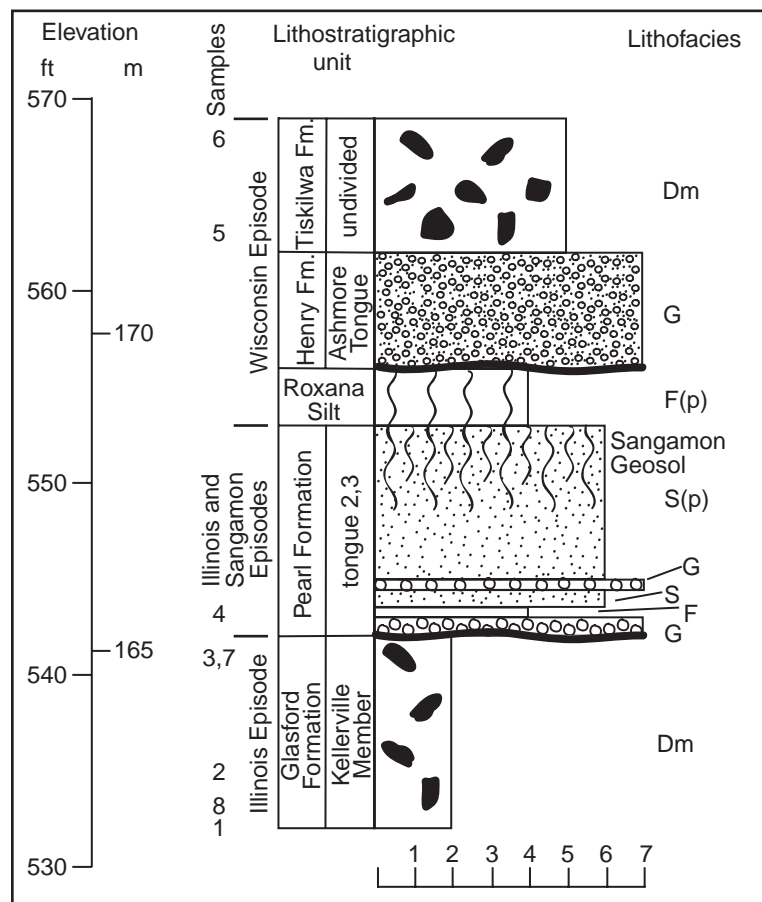 Elevation
ft m
Samples
Lithostratigraphic
unit
Lithofacies
570
560
550
540
530
170
165
6
5
4
3,7
2
8
1
Wisconsin Episode
Illinois and
Sangamon
Episodes
Illinois Episode
Tiskilwa Fm.
undivided
Henry Fm.
Ashmore
Tongue
Roxana
Silt
Pearl Formation
tongue 2,3
Glasford
Formation
Kellerville
Member
Dm
G
F(p)
Sangamon
Geosol
S(p)
G
S
F
G
Dm
1 2 3 4 5 6 7